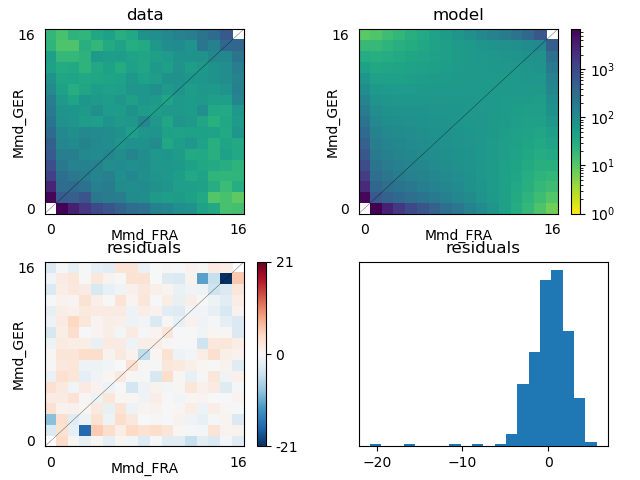 data
model
16
Mmd_GER
0
0
Mmd_FRA
16
16
Mmd_GER
0
0
Mmd_FRA
16
10³
10²
10¹
10⁰
residuals
residuals
16
Mmd_GER
0
0
Mmd_FRA
16
21
0
-21
−20
−10
0